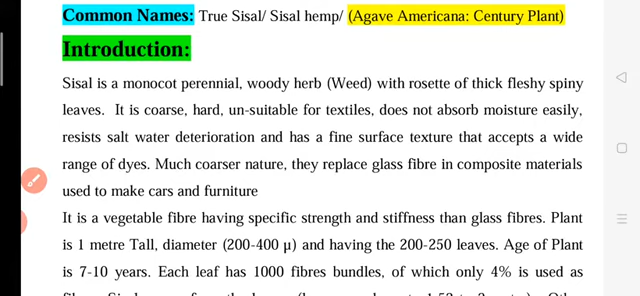 Common Names: True Sisal/ Sisal hemp/ (Agave Americana: Century Plant)
Introduction:
Sisal is a monocot perennial, woody herb (Weed) with rosette of thick fleshy spiny
leaves. It is coarse, hard, un-suitable for textiles, does not absorb moisture easily,
resists salt water deterioration and has a fine surface texture that accepts a wide
range of dyes. Much coarser nature, they replace glass fibre in composite materials
used to make cars and furniture
It is a vegetable fibre having specific strength and stiffness than glass fibres. Plant
is 1 metre Tall, diameter (200-400 μ) and having the 200-250 leaves. Age of Plant
is 7-10 years. Each leaf has 1000 fibres bundles, of which only 4% is used as